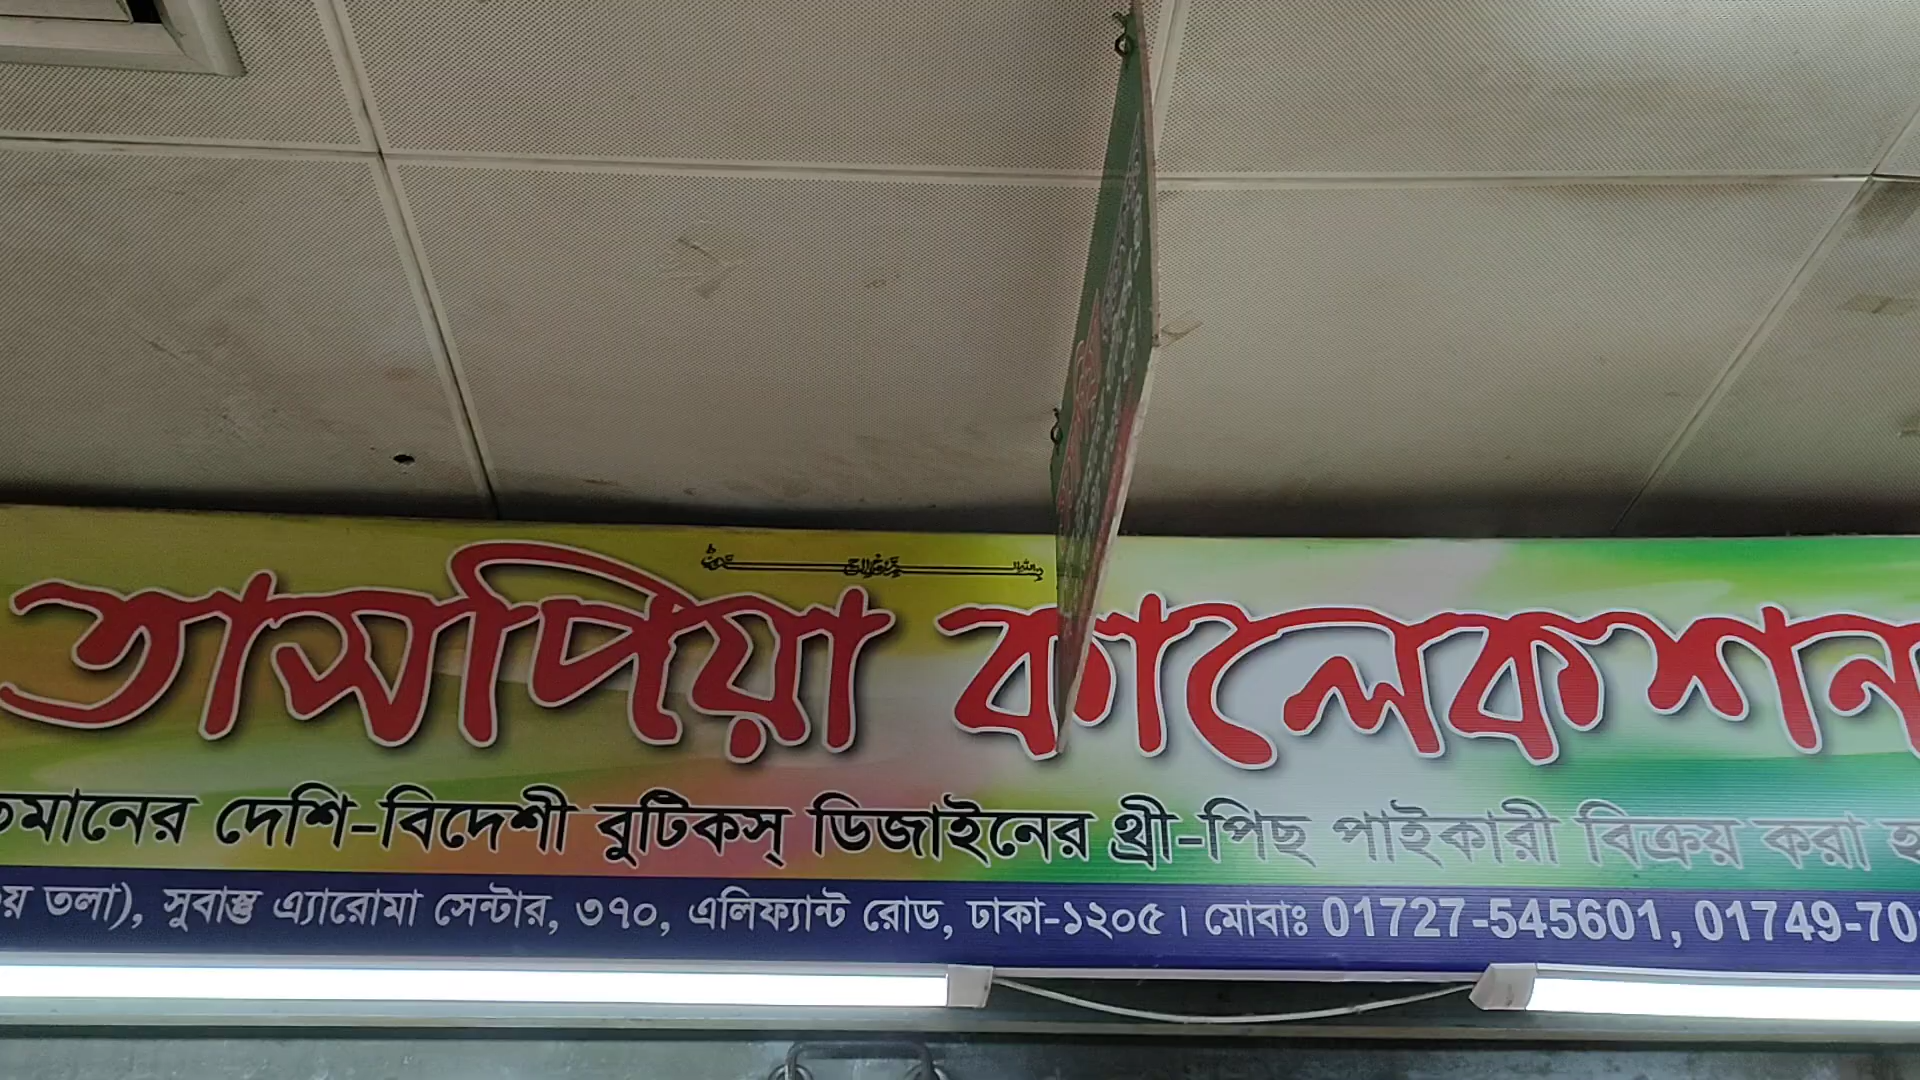 তাসপিয়া কালেকশন
দেশি-বিদেশী বুটিকস্ ডিজাইনের থ্রী-পিছ পাইকারী বিক্রয় করা
তলা), সুবাস্তু এ্যারোমা সেন্টার, ৩৭০, এলিফ্যান্ট রোড, ঢাকা-১২০৫। মোবাঃ 01727-545601, 01749-70